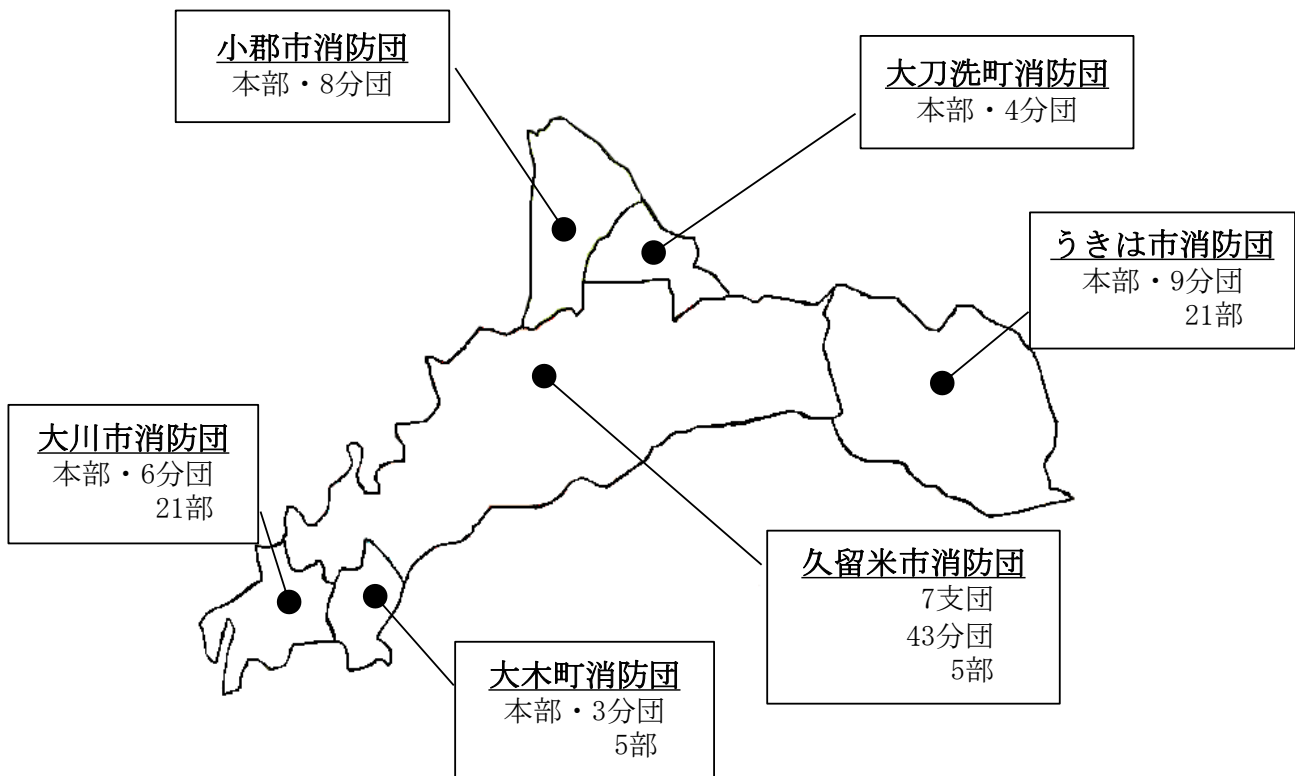 小郡市消防団
本部・8分団
大刀洗町消防団
本部・4分団
うきは市消防団
本部・9分団
21部
大川市消防団
本部・6分団
21部
久留米市消防団
7支団
43分団
5部
大木町消防団
本部・3分団
5部